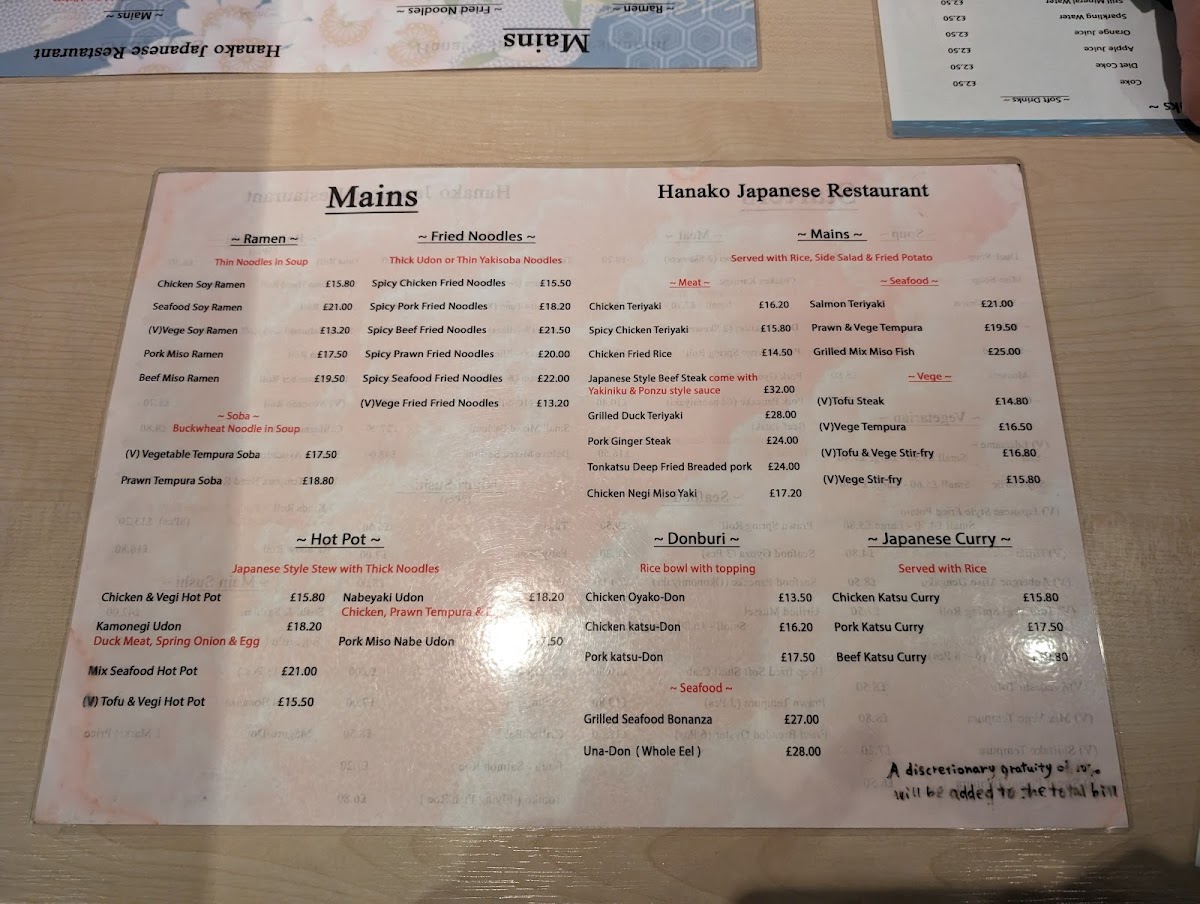 ~ Mains ~
~ Fried Noodles ~
~ Ramen ~
Mains
Hanako Japanese Restaurant
Sparkling Water £2.50
Orange Juice £2.50
Apple Juice £2.50
Diet Coke £2.50
Coke £2.50
~ Soft Drinks ~
Mains
~ Ramen ~
Thin Noodles in Soup
Chicken Soy Ramen £15.80
Seafood Soy Ramen £21.00
(V)Vege Soy Ramen £13.20
Pork Miso Ramen £17.50
Beef Miso Ramen £19.50
~ Soba ~
Buckwheat Noodle in Soup
(V) Vegetable Tempura Soba £17.50
Prawn Tempura Soba £18.80
~ Fried Noodles ~
Thick Udon or Thin Yakisoba Noodles
Spicy Chicken Fried Noodles £15.50
Spicy Pork Fried Noodles £18.20
Spicy Beef Fried Noodles £21.50
Spicy Prawn Fried Noodles £20.00
Spicy Seafood Fried Noodles £22.00
(V)Vege Fried Fried Noodles £13.20
~ Hot Pot ~
Japanese Style Stew with Thick Noodles
Chicken & Vegi Hot Pot £15.80
Kamonegi Udon £18.20
Duck Meat, Spring Onion & Egg
Mix Seafood Hot Pot £21.00
(V) Tofu & Vegi Hot Pot £15.50
Nabeyaki Udon £18.20
Chicken, Prawn Tempura &
Pork Miso Nabe Udon
Hanako Japanese Restaurant
~ Mains ~
Served with Rice, Side Salad & Fried Potato
~ Meat ~
Chicken Teriyaki £16.20
Spicy Chicken Teriyaki £15.80
Chicken Fried Rice £14.50
Japanese Style Beef Steak come with
Yakiniku & Ponzu style sauce £32.00
Grilled Duck Teriyaki £28.00
Pork Ginger Steak £24.00
Tonkatsu Deep Fried Breaded pork £24.00
Chicken Negi Miso Yaki £17.20
~ Seafood ~
Salmon Teriyaki £21.00
Prawn & Vege Tempura £19.50
Grilled Mix Miso Fish £25.00
~ Vege ~
(V)Tofu Steak £14.80
(V)Vege Tempura £16.50
(V)Tofu & Vege Stir-fry £16.80
(V)Vege Stir-fry £15.80
~ Donburi ~
Rice bowl with topping
Chicken Oyako-Don £13.50
Chicken katsu-Don £16.20
Pork katsu-Don £17.50
~ Seafood ~
Grilled Seafood Bonanza £27.00
Una-Don ( Whole Eel ) £28.00
~ Japanese Curry ~
Served with Rice
Chicken Katsu Curry £15.80
Pork Katsu Curry £17.50
Beef Katsu Curry
A discretionary gratuity of 10%
will be added to the total bill